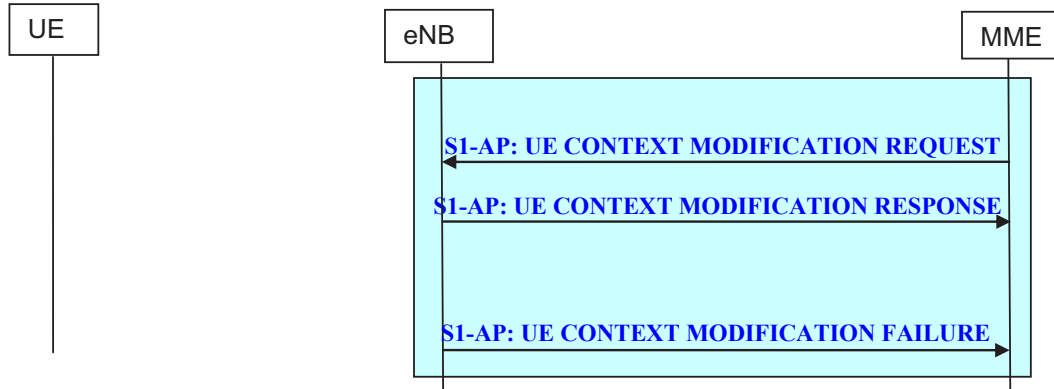 UE
eNB
MME
S1-AP: UE CONTEXT MODIFICATION REQUEST
S1-AP: UE CONTEXT MODIFICATION RESPONSE
S1-AP: UE CONTEXT MODIFICATION FAILURE